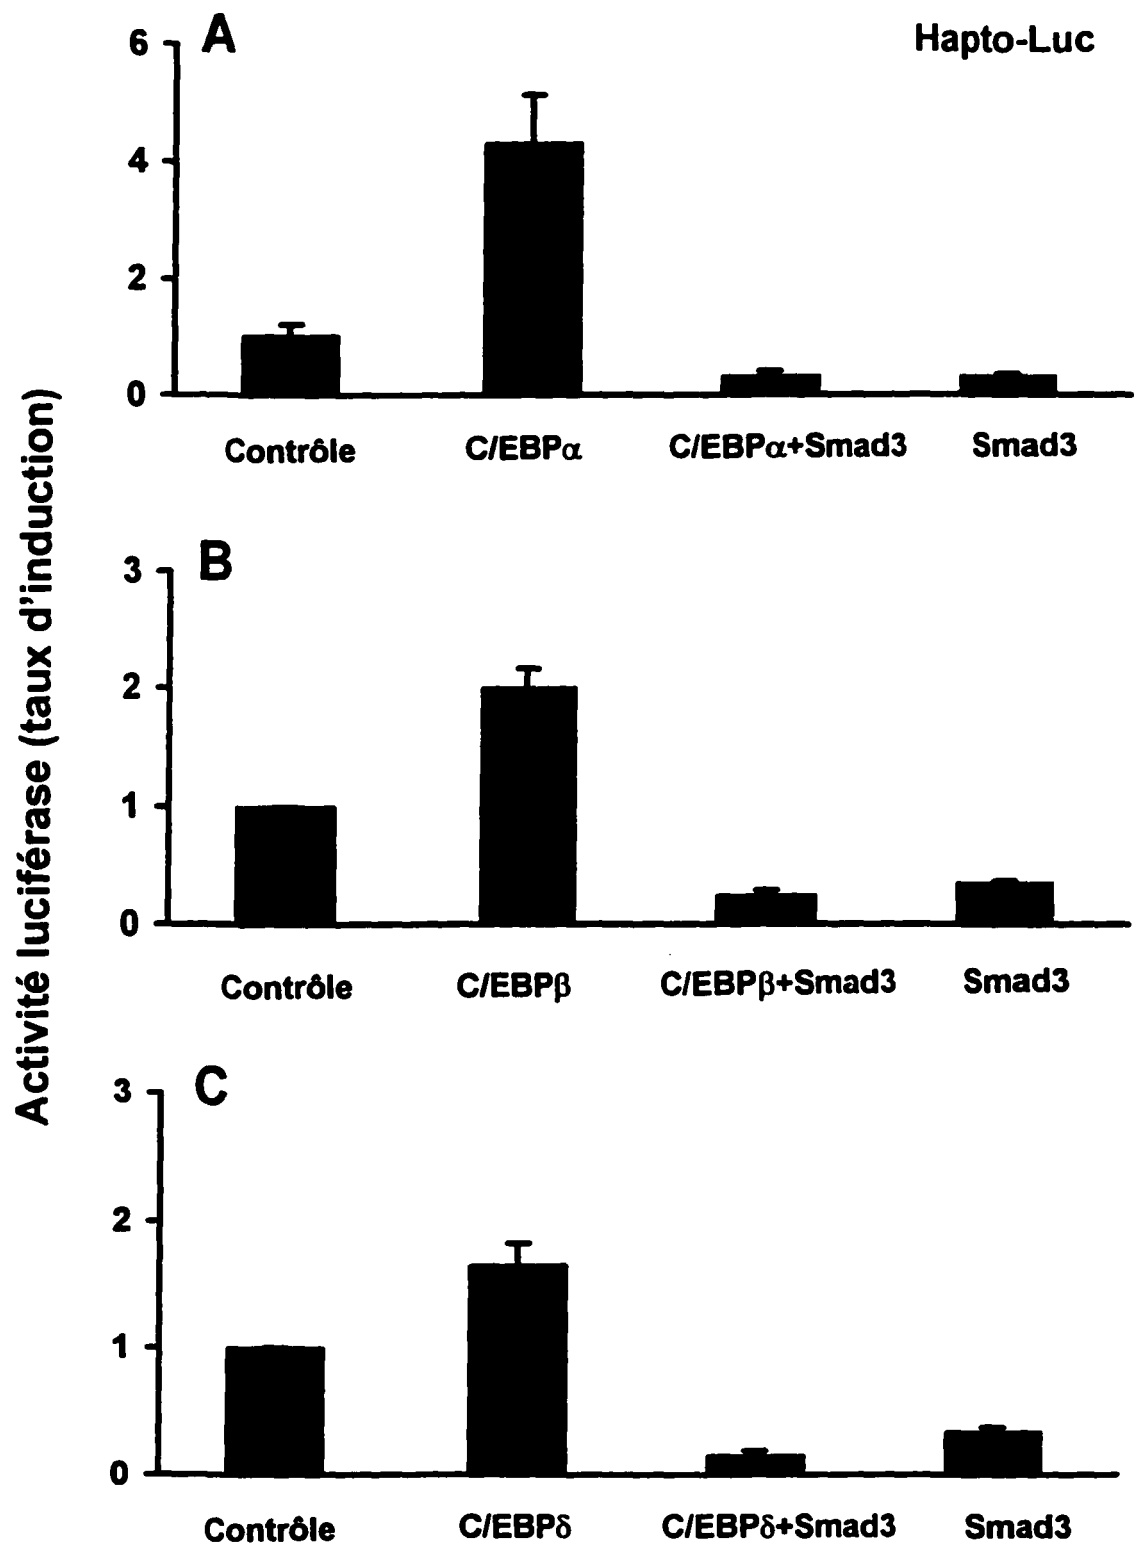 A
Hapto-Luc
6
4
2
0
Contrôle C/EBPα C/EBPα+Smad3 Smad3
Activité luciférase (taux d'induction)
B
3
2
1
0
Contrôle C/EBPβ C/EBPβ+Smad3 Smad3
C
3
2
1
0
Contrôle C/EBPδ C/EBPδ+Smad3 Smad3